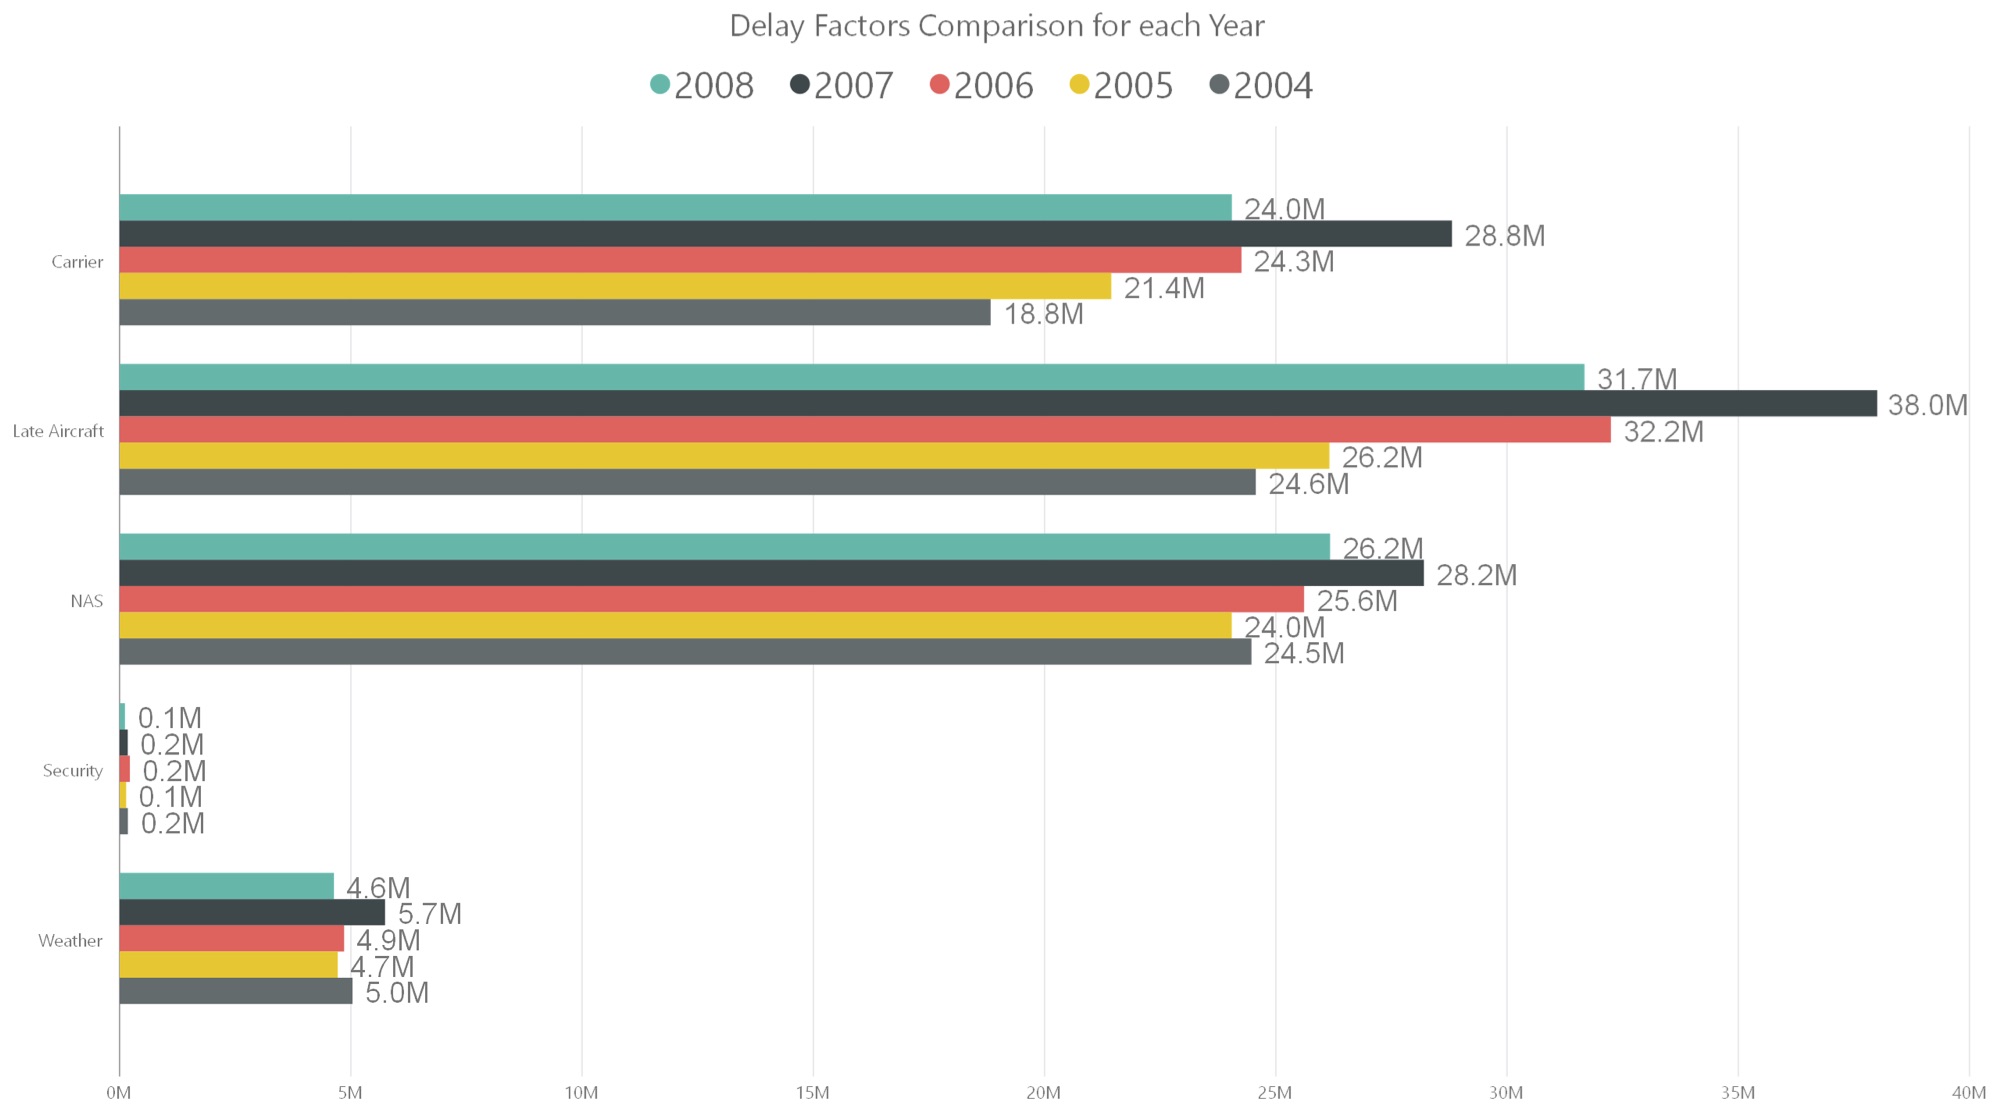 Delay Factors Comparison for each Year
2008 2007 2006 2005 2004
24.0M
28.8M
Carrier 24.3M
21.4M
18.8M
31.7M
38.0M
Late Aircraft 32.2M
26.2M
24.6M
26.2M
28.2M
NAS 25.6M
24.0M
24.5M
0.1M
0.2M
Security 0.2M
0.1M
0.2M
4.6M
5.7M
Weather 4.9M
4.7M
5.0M
0M 5M 10M 15M 20M 25M 30M 35M 40M